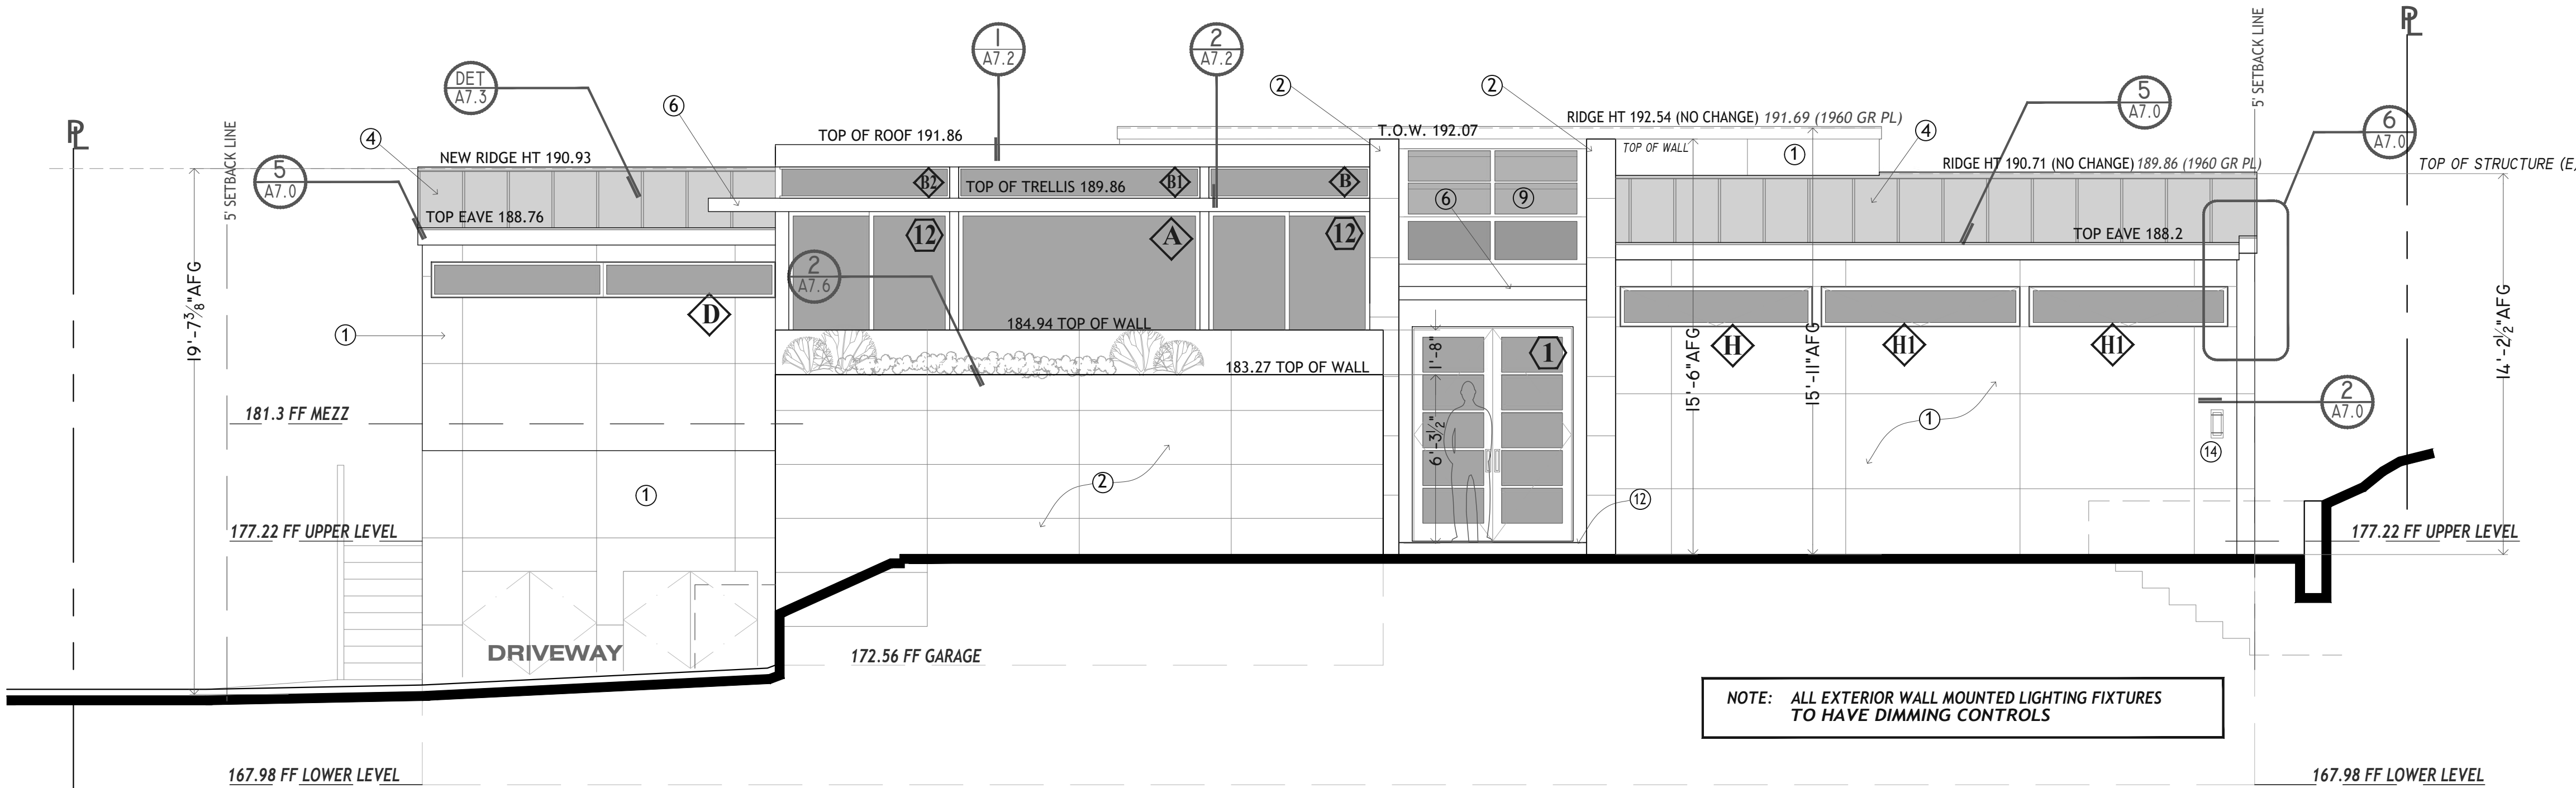 PL
5' SETBACK LINE
5
A7.0
DET
A7.3
4
6
1
A7.2
2
A7.2
2
2
5
A7.0
5' SETBACK LINE
PL
6
A7.0
NEW RIDGE HT 190.93
TOP OF ROOF 191.86
T.O.W. 192.07
RIDGE HT 192.54 (NO CHANGE) 191.69 (1960 GR PL)
TOP OF WALL
1
4
RIDGE HT 190.71 (NO CHANGE) 189.86 (1960 GR PL)
TOP OF STRUCTURE (E)
B2
TOP OF TRELLIS 189.86
B1
B
6
9
TOP EAVE 188.76
TOP EAVE 188.2
12
A
12
2
A7.6
6
19'-7 3/8" AFG
1
D
184.94 TOP OF WALL
183.27 TOP OF WALL
1'-8"
6'-3 1/2"
1
15'-6" AFG
15'-11" AFG
H
H1
H1
14'-2 1/2" AFG
2
A7.0
181.3 FF MEZZ
1
14
2
1
12
177.22 FF UPPER LEVEL
177.22 FF UPPER LEVEL
DRIVEWAY
172.56 FF GARAGE
NOTE: ALL EXTERIOR WALL MOUNTED LIGHTING FIXTURES
TO HAVE DIMMING CONTROLS
167.98 FF LOWER LEVEL
167.98 FF LOWER LEVEL